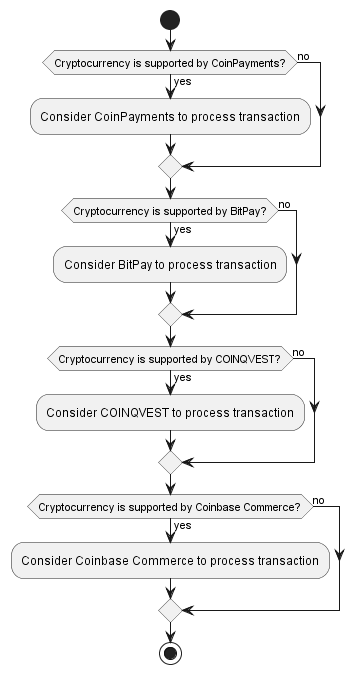 Cryptocurrency is supported by CoinPayments?
no
yes
Consider CoinPayments to process transaction
Cryptocurrency is supported by BitPay?
no
yes
Consider BitPay to process transaction
Cryptocurrency is supported by COINQVEST?
no
yes
Consider COINQVEST to process transaction
Cryptocurrency is supported by Coinbase Commerce?
no
yes
Consider Coinbase Commerce to process transaction